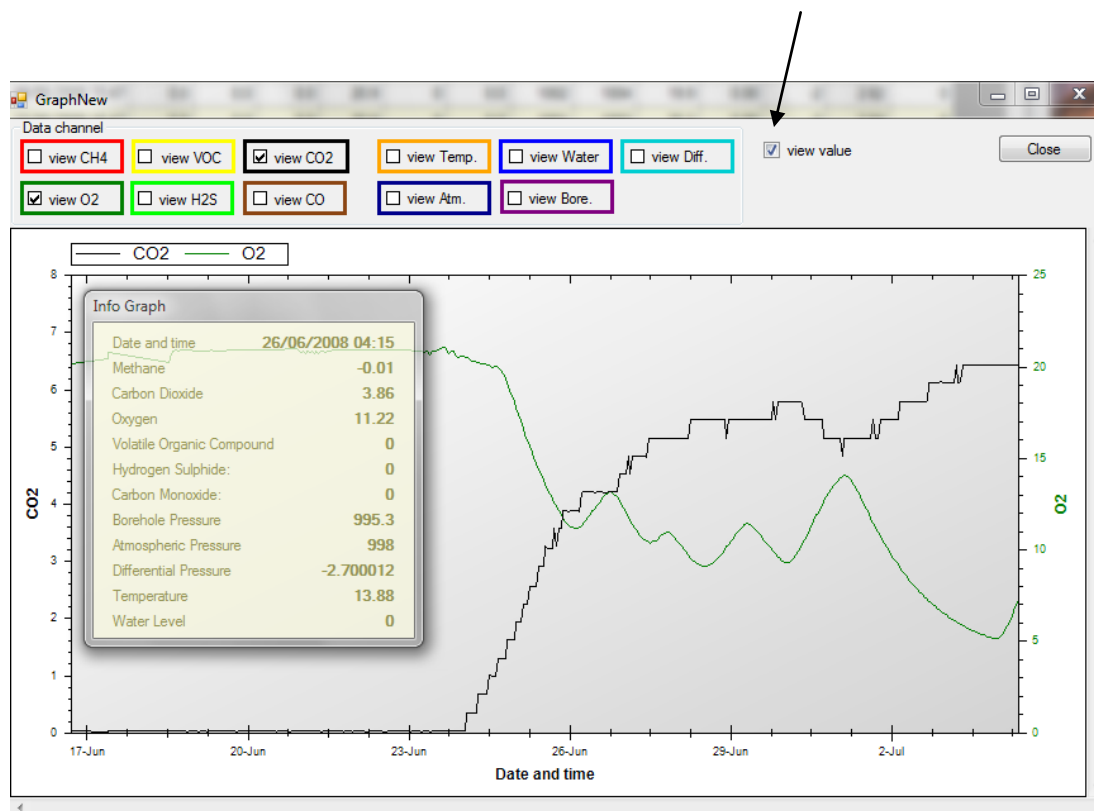 GraphNew
Data channel
view CH4 view VOC view CO2 view Temp. view Water view Diff. view value Close
view O2 view H2S view CO view Atm. view Bore.
CO2 O2
8 25
Info Graph
Date and time 26/06/2008 04:15
7
Methane -0.01
20
6
Carbon Dioxide 3.86
Oxygen 11.22
5
Volatile Organic Compound 0
15
Hydrogen Sulphide: 0
CO2 4 O2
Carbon Monoxide: 0
Borehole Pressure 995.3
Atmospheric Pressure 998
10
3
Differential Pressure -2.700012
Temperature 13.88
2
Water Level 0
5
1
0 0
17-Jun 20-Jun 23-Jun 26-Jun 29-Jun 2-Jul
Date and time